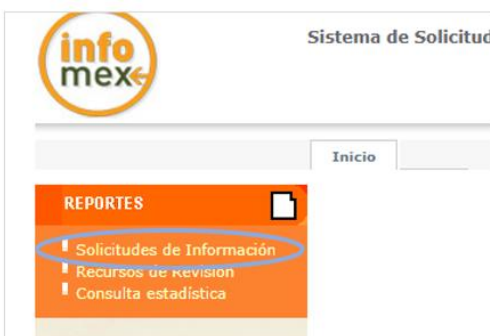 info
mex
Sistema de Solicitud
Inicio
REPORTES
Solicitudes de Información
Recursos de Revisión
Consulta estadística